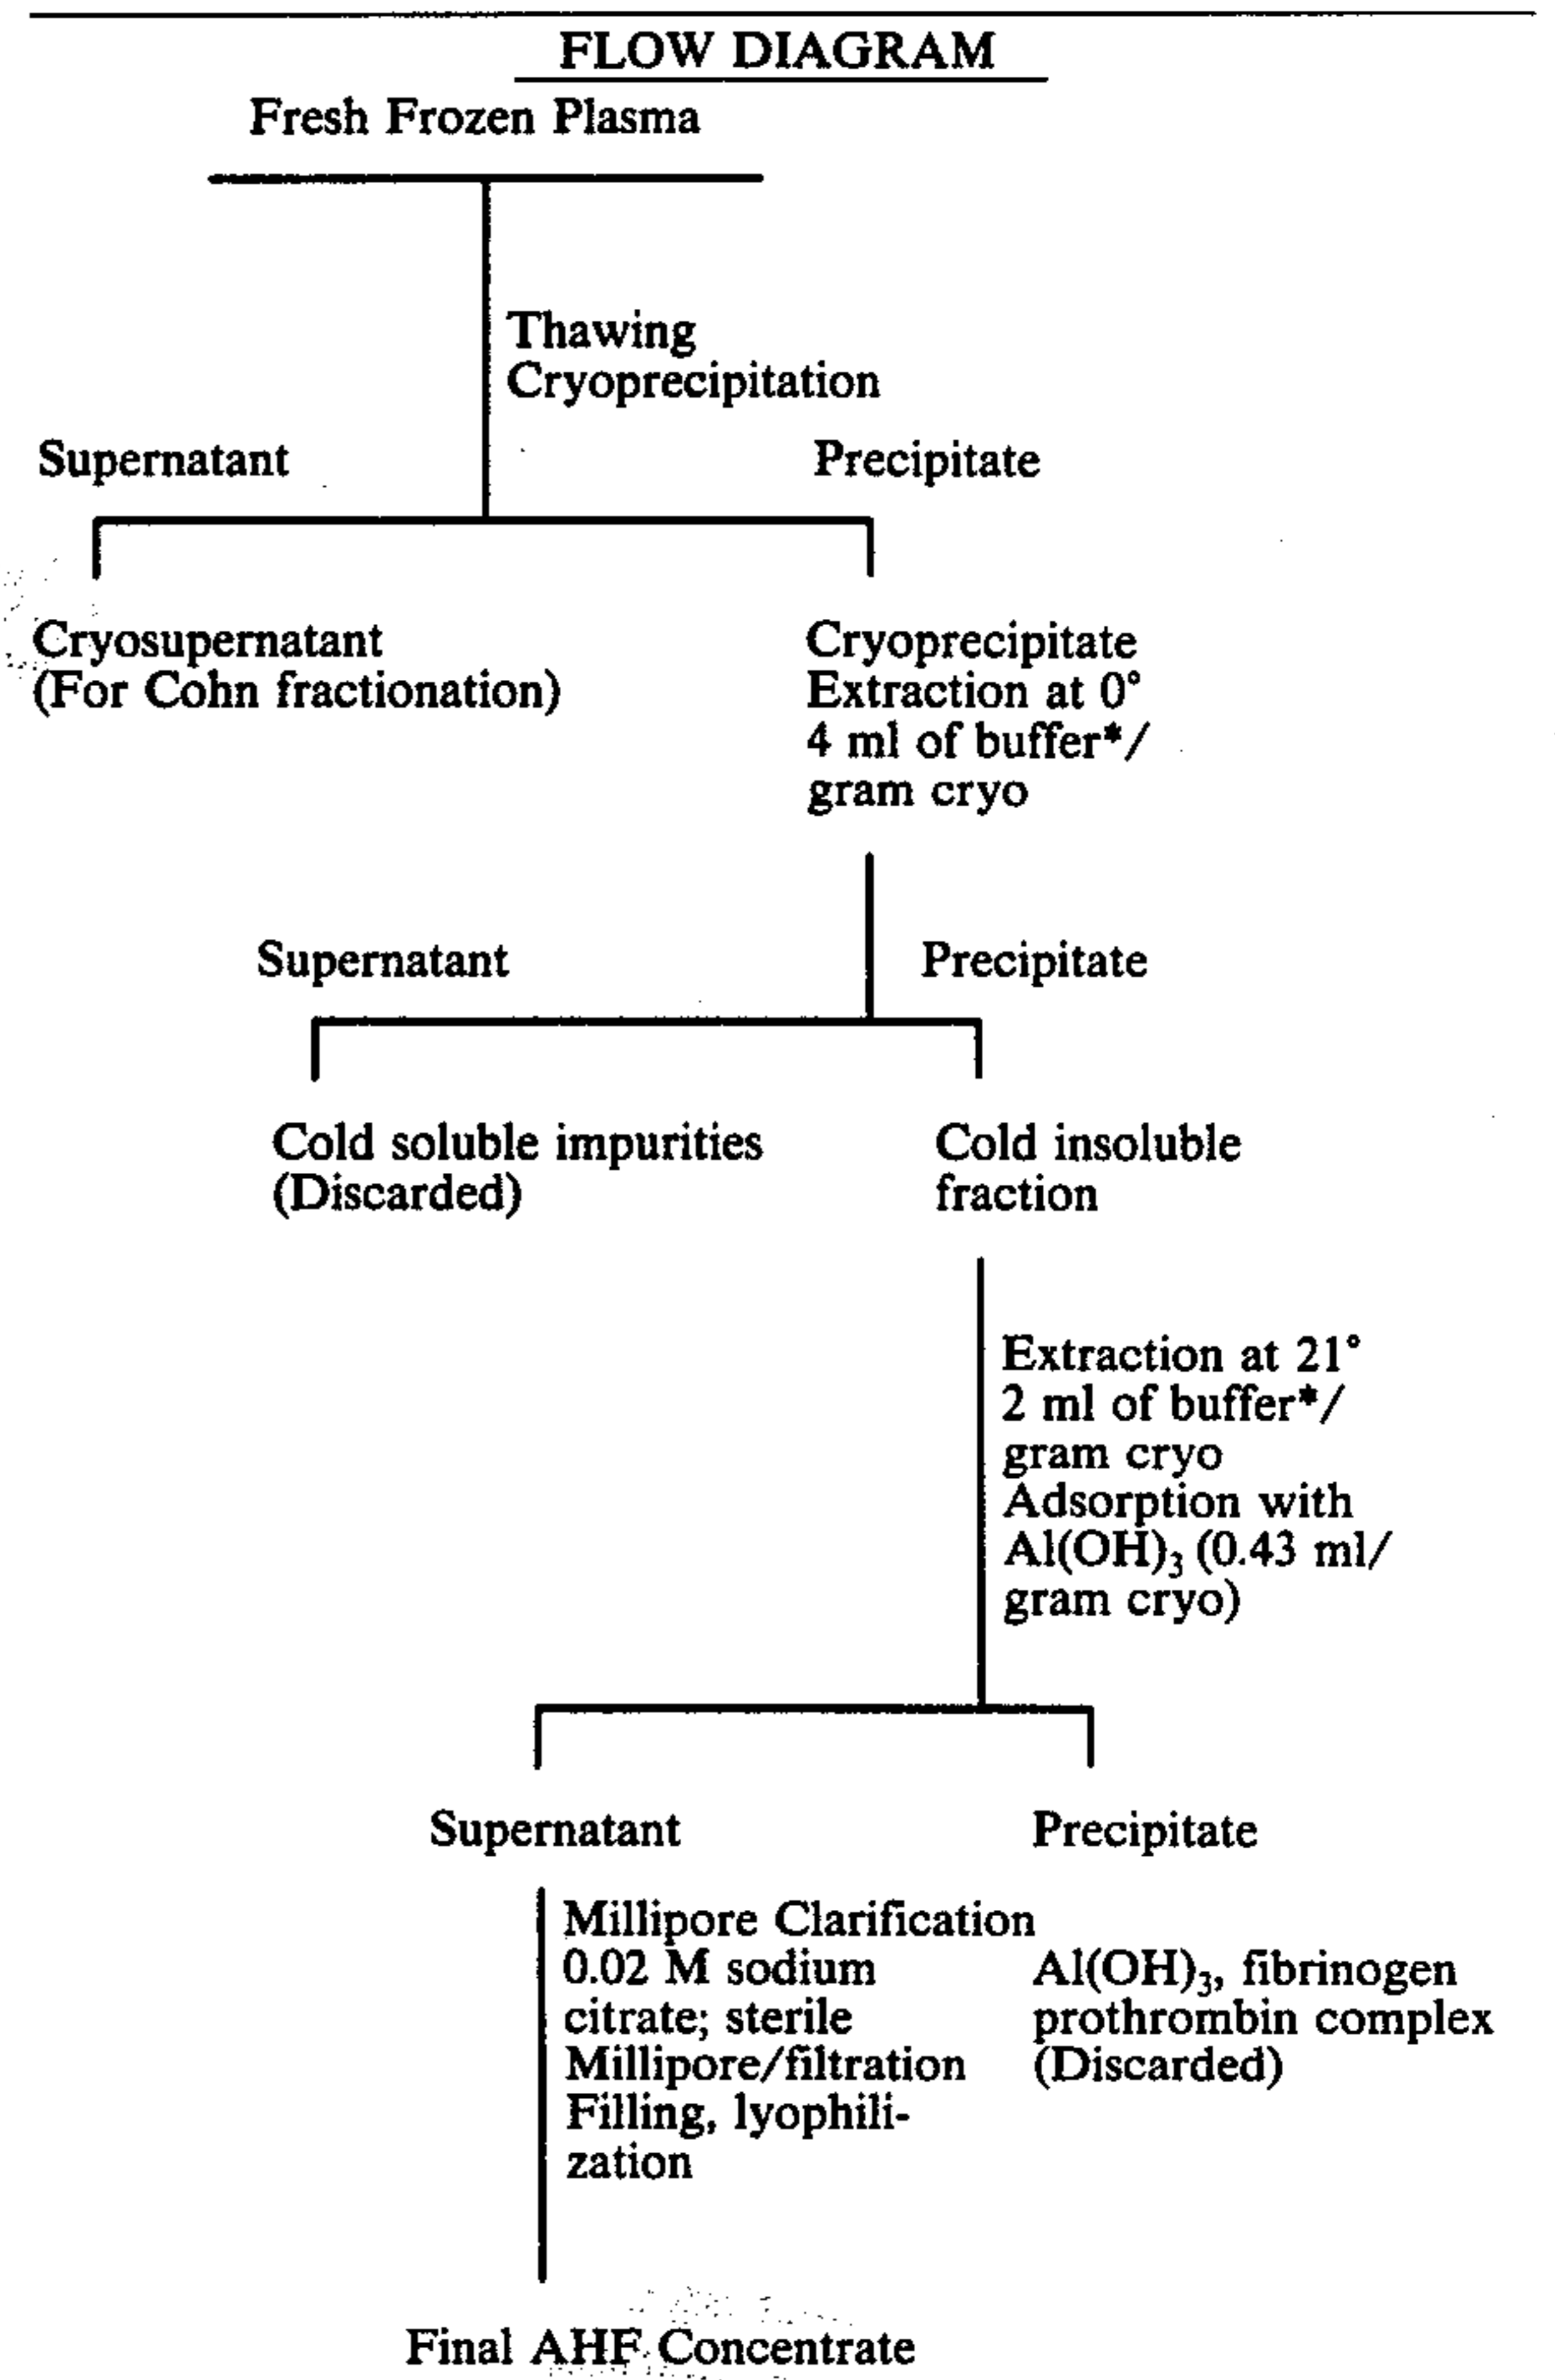 FLOW DIAGRAM
Fresh Frozen Plasma
Thawing
Cryoprecipitation
Supernatant
Precipitate
Cryosupernatant
(For Cohn fractionation)
Cryoprecipitate
Extraction at 0°
4 ml of buffer*/
gram cryo
Supernatant
Precipitate
Cold soluble impurities
(Discarded)
Cold insoluble
fraction
Extraction at 21°
2 ml of buffer*/
gram cryo
Adsorption with
Al(OH)₃ (0.43 ml/
gram cryo)
Supernatant
Precipitate
Millipore Clarification
0.02 M sodium
citrate; sterile
Millipore/filtration
Filling, lyophili-
zation
Al(OH)₃, fibrinogen
prothrombin complex
(Discarded)
Final AHF Concentrate